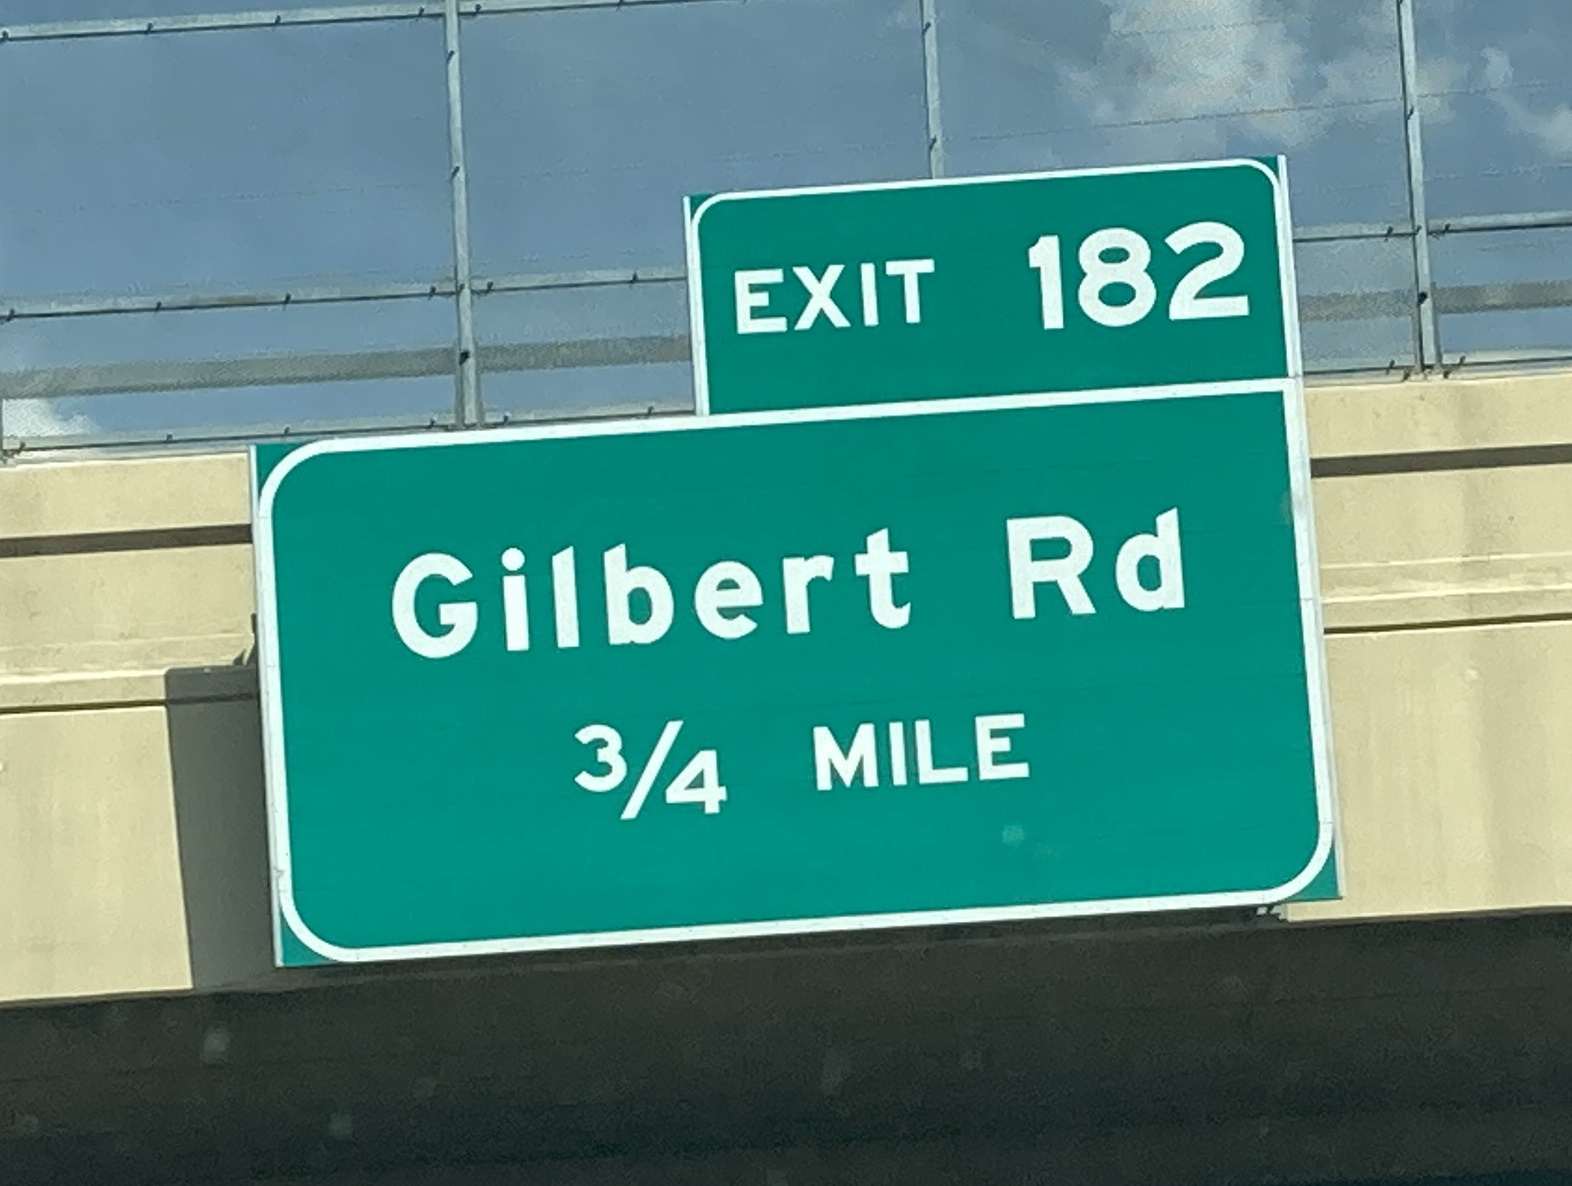 EXIT 182
Gilbert Rd
3/4 MILE